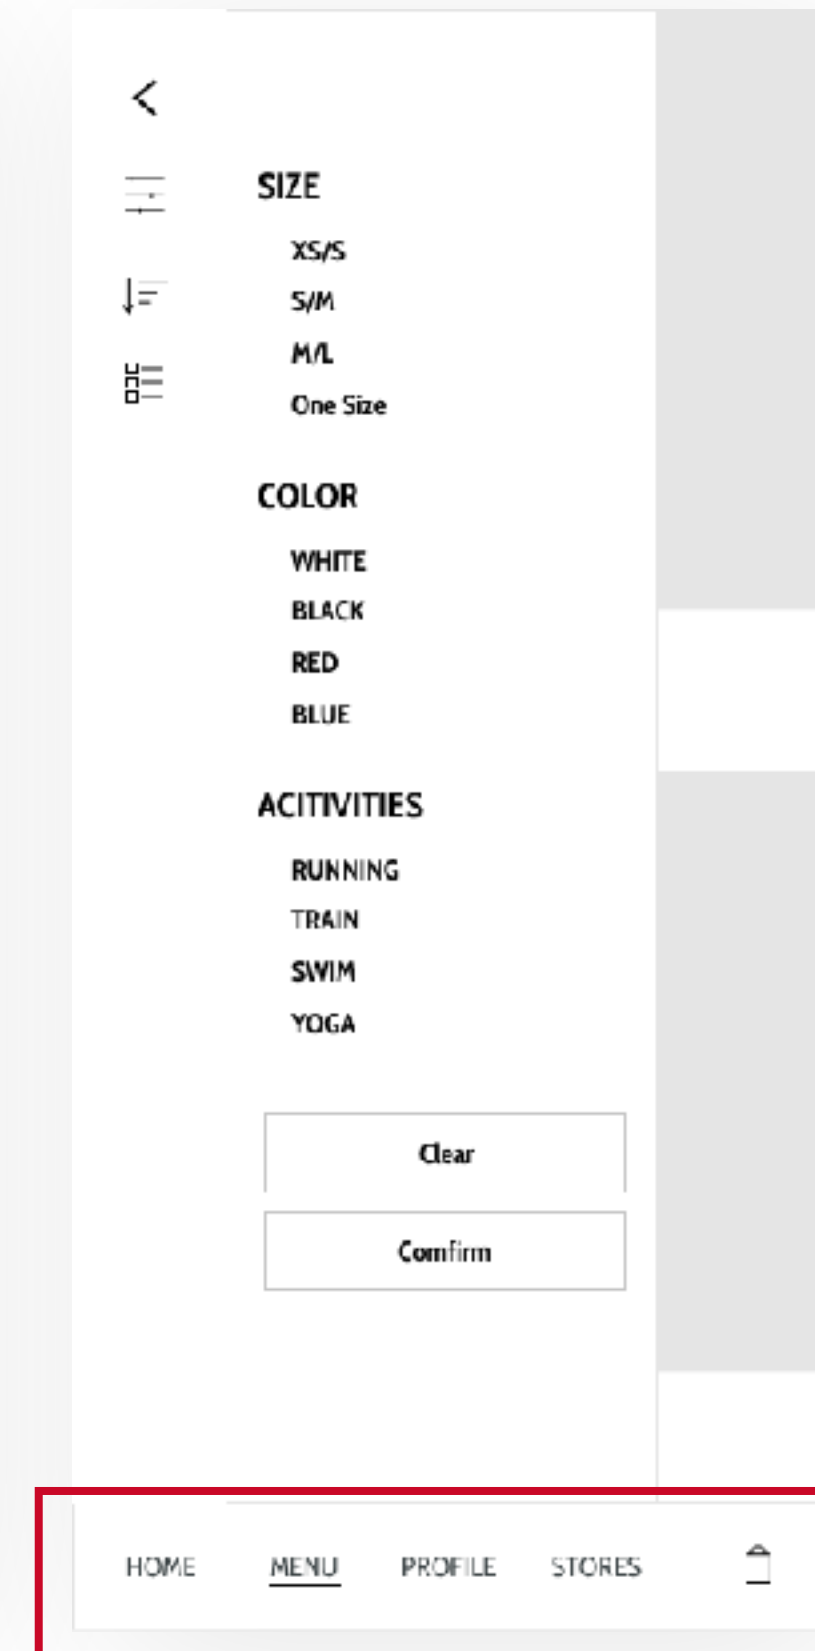 SIZE
XS/S
S/M
M/L
One Size
COLOR
WHITE
BLACK
RED
BLUE
ACITIVITIES
RUNNING
TRAIN
SWIM
YOGA
Clear
Comfirm
HOME MENU PROFILE STORES